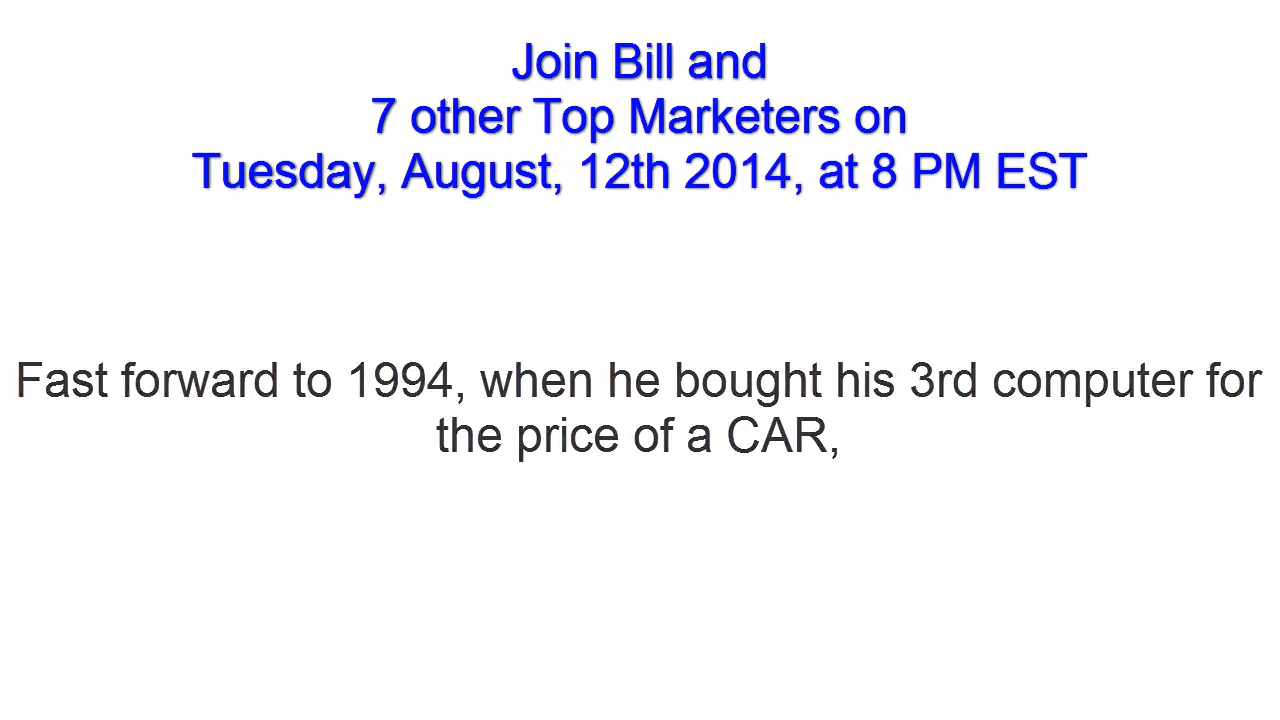 Join Bill and
7 other Top Marketers on
Tuesday, August, 12th 2014, at 8 PM EST
Fast forward to 1994, when he bought his 3rd computer for
the price of a CAR,